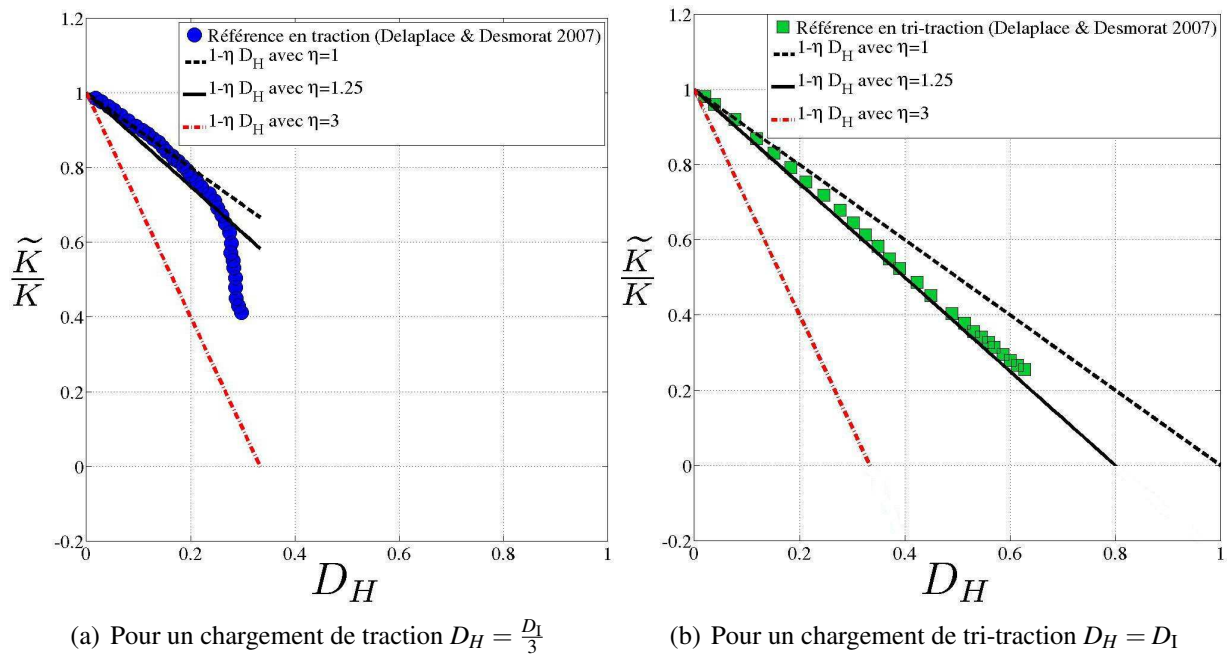 1.2
1
0.8
0.6
0.4
0.2
0
-0.2
K̃/K
0 0.2 0.4 0.6 0.8 1
D_H
Référence en traction (Delaplace & Desmorat 2007)
1-η D_H avec η=1
1-η D_H avec η=1.25
1-η D_H avec η=3
(a) Pour un chargement de traction D_H = D_I/3
1.2
1
0.8
0.6
0.4
0.2
0
-0.2
K̃/K
0 0.2 0.4 0.6 0.8 1
D_H
Référence en tri-traction (Delaplace & Desmorat 2007)
1-η D_H avec η=1
1-η D_H avec η=1.25
1-η D_H avec η=3
(b) Pour un chargement de tri-traction D_H = D_I